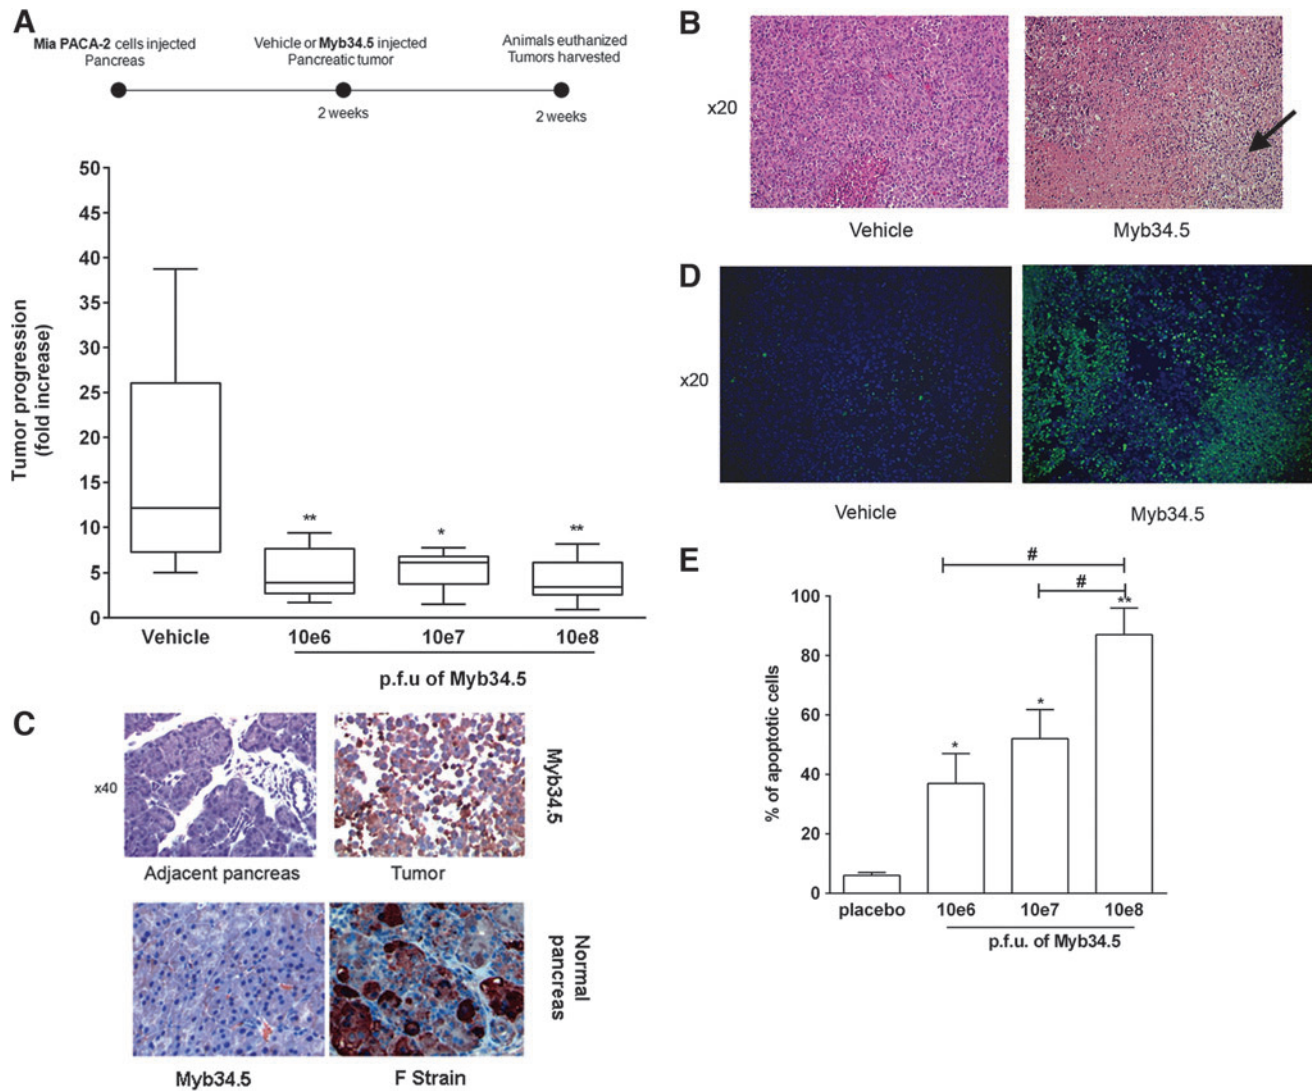 A
Mia PACA-2 cells injected
Pancreas
Vehicle or Myb34.5 injected
Pancreatic tumor
Animals euthanized
Tumors harvested
2 weeks
2 weeks
Tumor progression
(fold increase)
50
45
40
35
30
25
20
15
10
5
0
**
*
**
Vehicle
10e6
10e7
10e8
p.f.u of Myb34.5
B
x20
Vehicle
Myb34.5
C
x40
Adjacent pancreas
Tumor
Myb34.5
Normal
pancreas
Myb34.5
F Strain
D
x20
Vehicle
Myb34.5
E
#
#
% of apoptotic cells
100
80
60
40
20
0
*
*
**
placebo
10e6
10e7
10e8
p.f.u. of Myb34.5